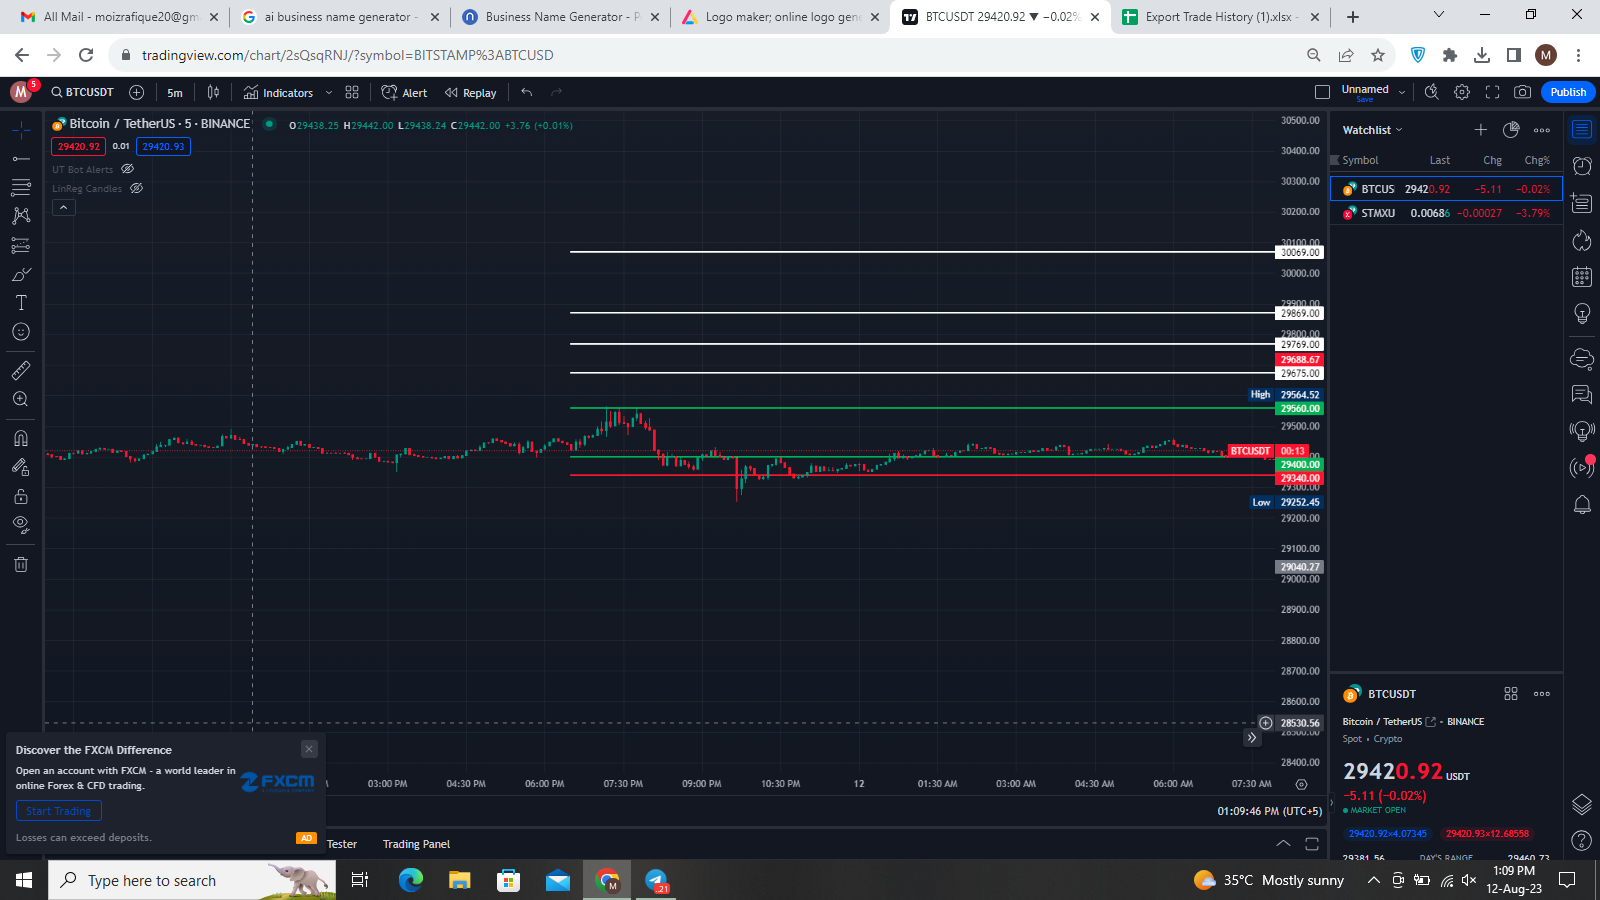 All Mail - moizrafique20@gm
ai business name generator -
Business Name Generator - P
Logo maker; online logo gene
BTCUSDT 29420.92 ▼ −0.02%
Export Trade History (1).xlsx -
tradingview.com/chart/2sQsqRNJ/?symbol=BITSTAMP%3ABTCUSD
M
M 5
BTCUSDT
5m
Indicators
Alert
Replay
Unnamed
Save
Publish
Bitcoin / TetherUS · 5 · BINANCE
O29438.25 H29442.00 L29438.24 C29442.00 +3.76 (+0.01%)
29420.92 0.01 29420.93
UT Bot Alerts
LinReg Candles
30500.00
30400.00
30300.00
30200.00
30100.00
30069.00
30000.00
29900.00
29869.00
29800.00
29769.00
29688.67
29675.00
High 29564.52
29560.00
29500.00
BTCUSDT 00:13
29400.00
29340.00
29300.00
Low 29252.45
29200.00
29100.00
29040.27
29000.00
28900.00
28800.00
28700.00
28600.00
28530.56
28500.00
28400.00
03:00 PM 04:30 PM 06:00 PM 07:30 PM 09:00 PM 10:30 PM 12 01:30 AM 03:00 AM 04:30 AM 06:00 AM 07:30 AM
01:09:46 PM (UTC+5)
Tester
Trading Panel
Watchlist
Symbol Last Chg Chg%
BTCUS 29420.92 −5.11 −0.02%
STMXU 0.00686 −0.00027 −3.79%
BTCUSDT
Bitcoin / TetherUS - BINANCE
Spot • Crypto
29420.92 USDT
−5.11 (−0.02%)
MARKET OPEN
29420.92×4.07345 29420.93×12.68558
29381.56 DAY'S RANGE 29460.73
Discover the FXCM Difference
Open an account with FXCM - a world leader in
online Forex & CFD trading.
FXCM
Start Trading
Losses can exceed deposits.
AD
Type here to search
M
21
35°C Mostly sunny
1:09 PM
12-Aug-23